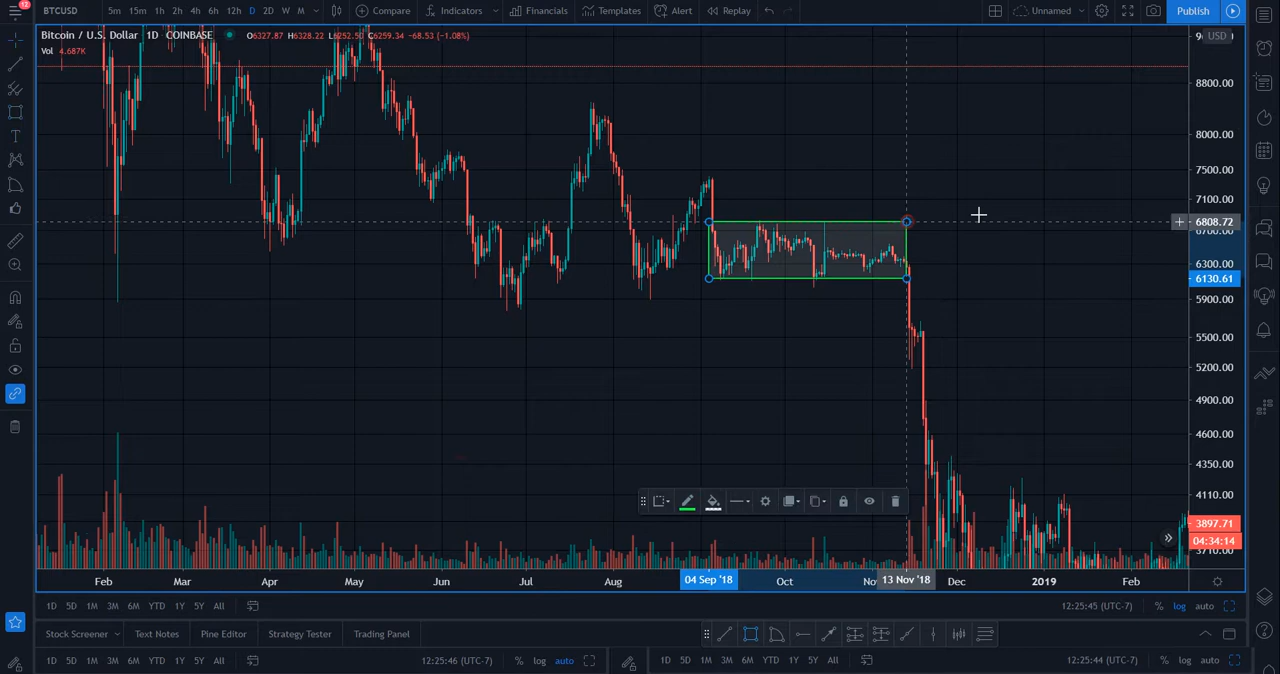 12
BTCUSD 5m 15m 1h 2h 4h 6h 12h D 2D W M Compare Indicators Financials Templates Alert Replay Unnamed Publish
Bitcoin / U.S. Dollar 1D COINBASE O6327.87 H6328.22 L6252.50 C6259.34 −68.53 (−1.08%)
Vol 4.687K
USD
8800.00
8000.00
7500.00
7100.00
6808.72
6300.00
6130.61
5900.00
5500.00
5200.00
4900.00
4600.00
4350.00
4110.00
3897.71
04:34:14
3710.00
Feb Mar Apr May Jun Jul Aug 04 Sep '18 Oct 13 Nov '18 Dec 2019 Feb
1D 5D 1M 3M 6M YTD 1Y 5Y All 12:25:45 (UTC-7) % log auto
Stock Screener Text Notes Pine Editor Strategy Tester Trading Panel
1D 5D 1M 3M 6M YTD 1Y 5Y All 12:25:46 (UTC-7) % log auto
1D 5D 1M 3M 6M YTD 1Y 5Y All 12:25:44 (UTC-7) % log auto